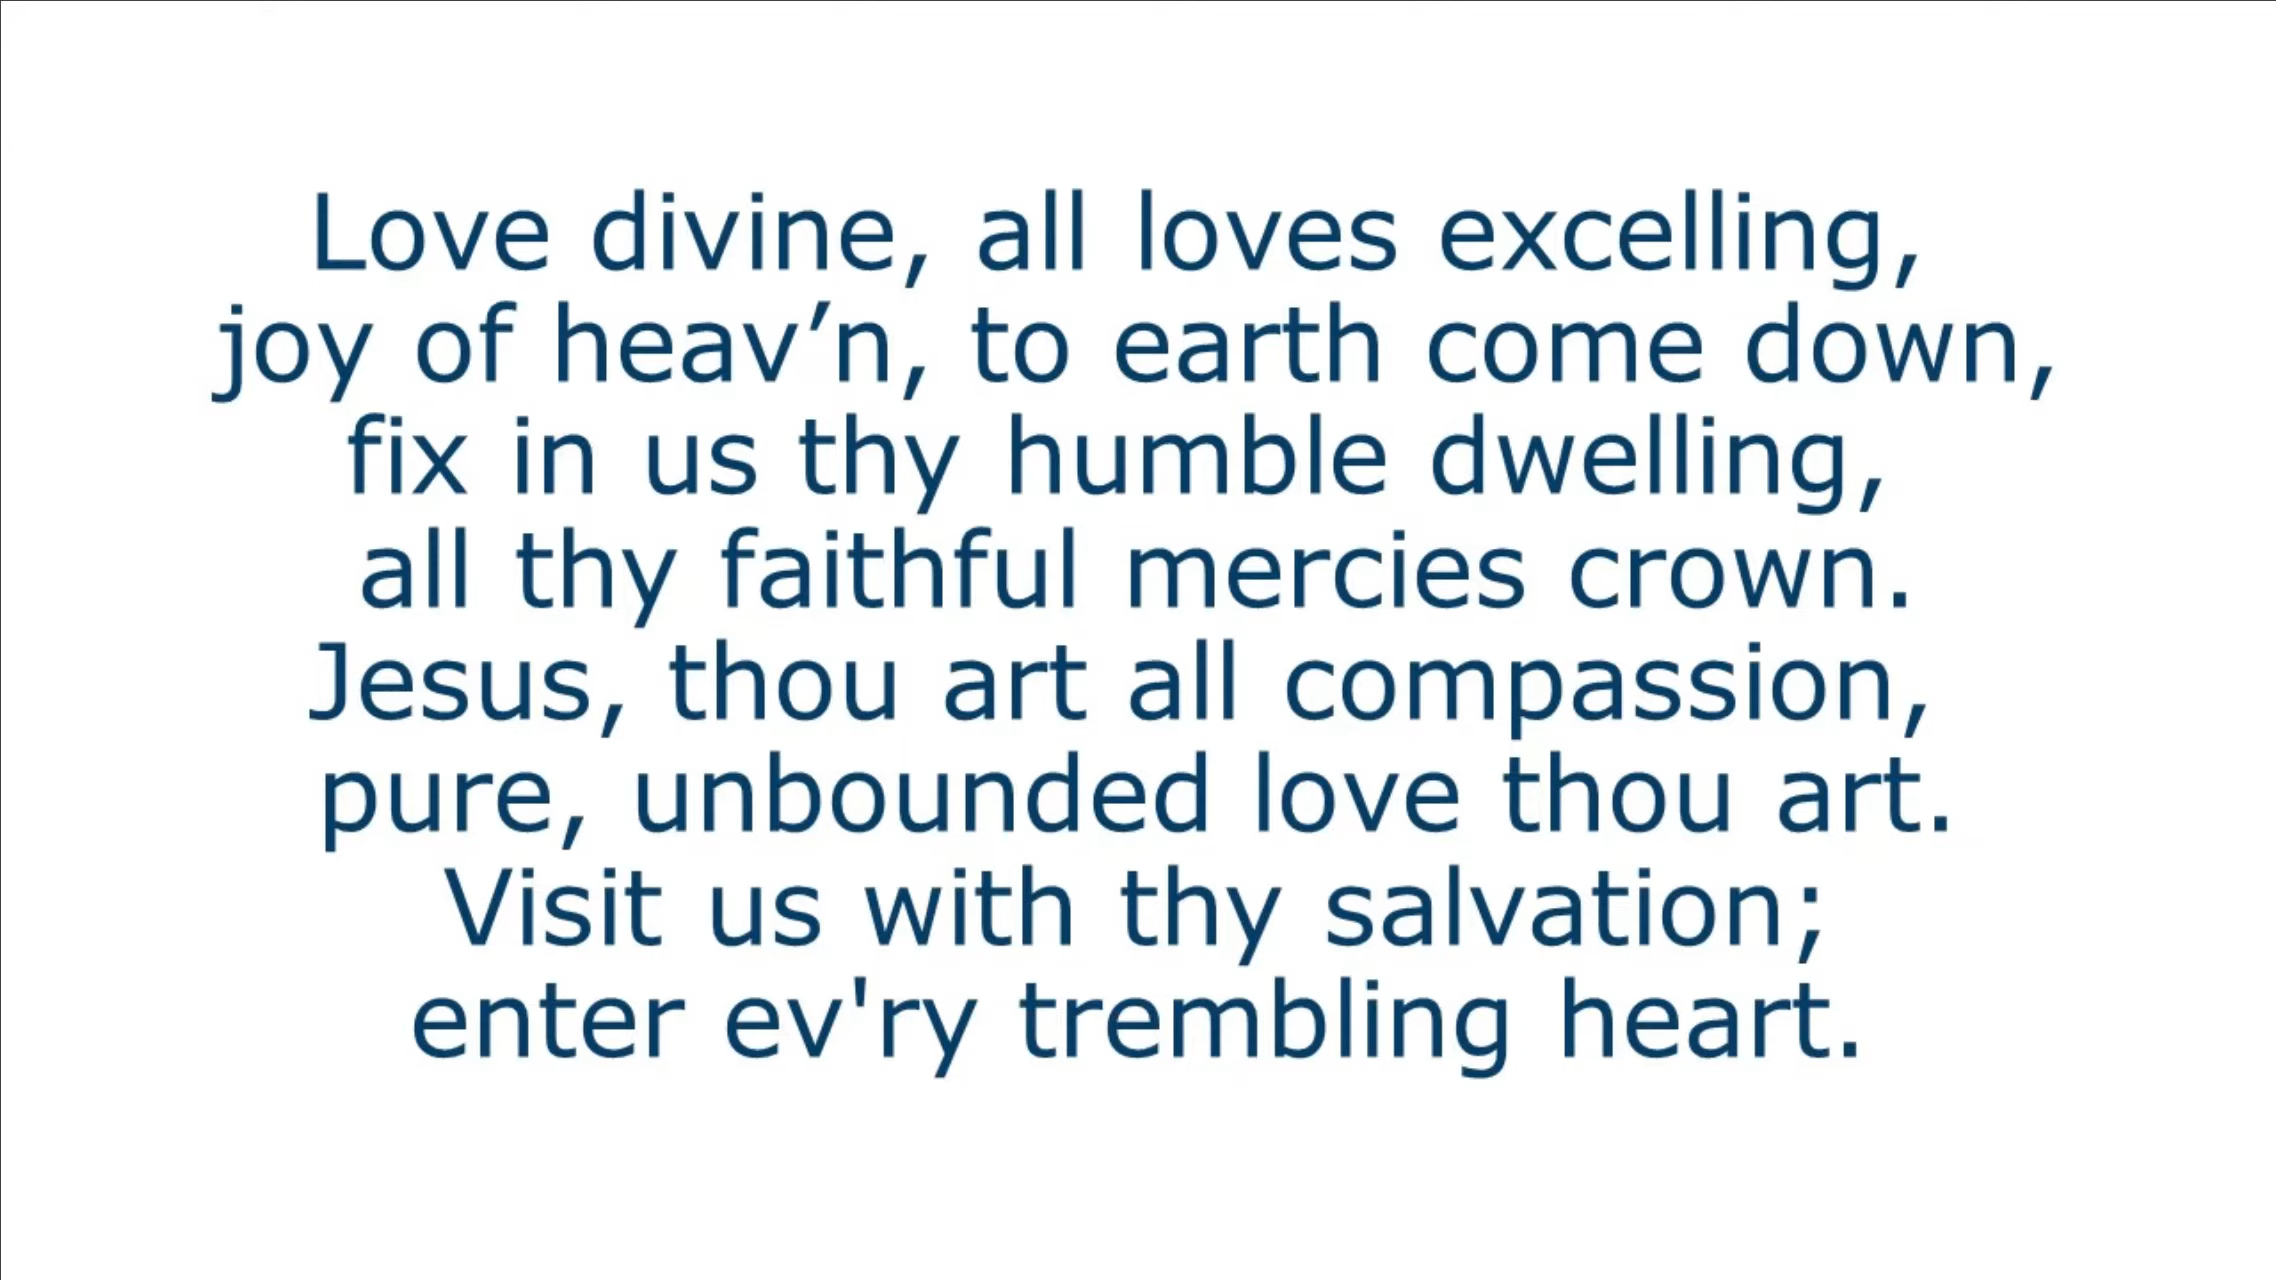 Love divine, all loves excelling,
joy of heav’n, to earth come down,
fix in us thy humble dwelling,
all thy faithful mercies crown.
Jesus, thou art all compassion,
pure, unbounded love thou art.
Visit us with thy salvation;
enter ev'ry trembling heart.